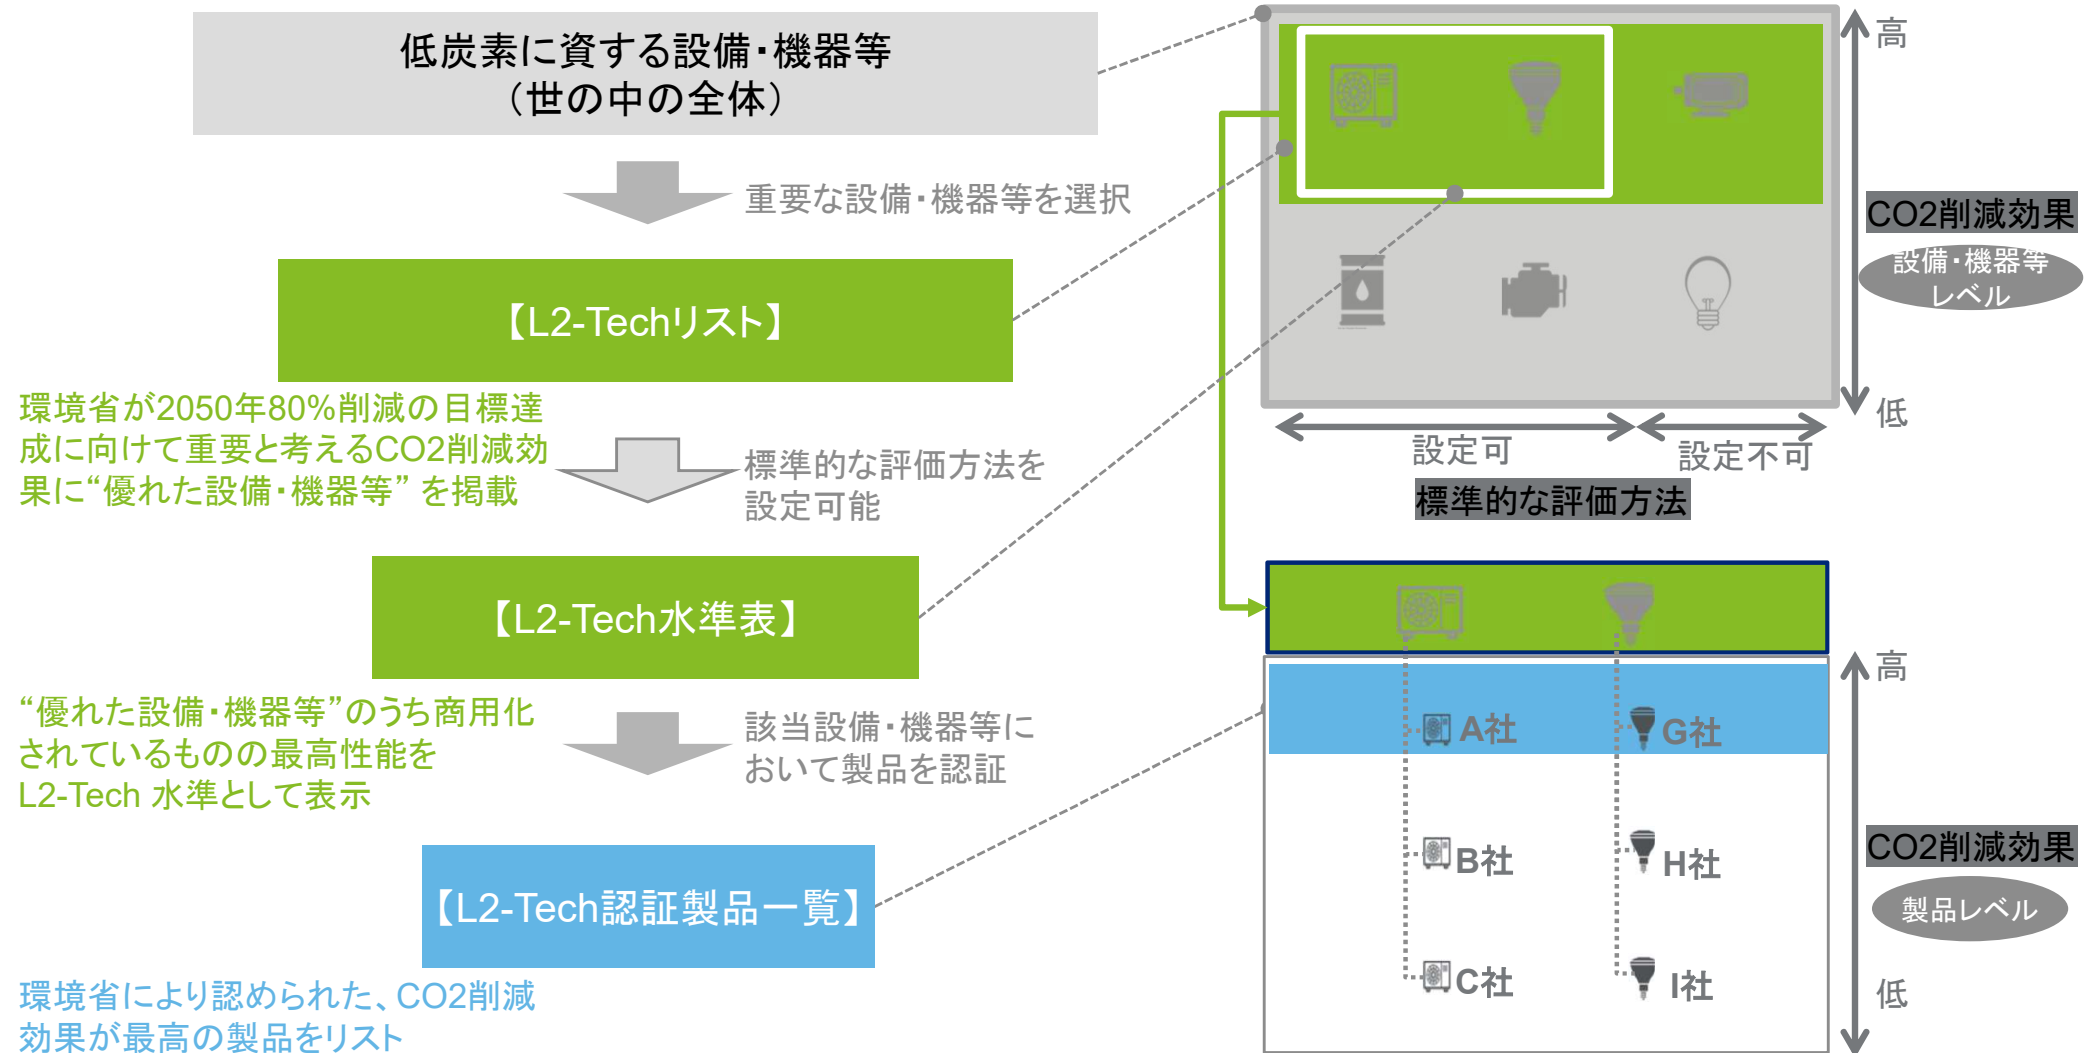 低炭素に資する設備・機器等
（世の中の全体）
重要な設備・機器等を選択
【L2-Techリスト】
環境省が2050年80％削減の目標達
成に向けて重要と考えるCO2削減効
果に“優れた設備・機器等” を掲載
標準的な評価方法を
設定可能
【L2-Tech水準表】
“優れた設備・機器等”のうち商用化
されているものの最高性能を
L2-Tech 水準として表示
該当設備・機器等に
おいて製品を認証
【L2-Tech認証製品一覧】
環境省により認められた、CO2削減
効果が最高の製品をリスト
高
CO2削減効果
設備・機器等
レベル
低
設定可
設定不可
標準的な評価方法
高
A社
G社
B社
H社
CO2削減効果
製品レベル
C社
I社
低